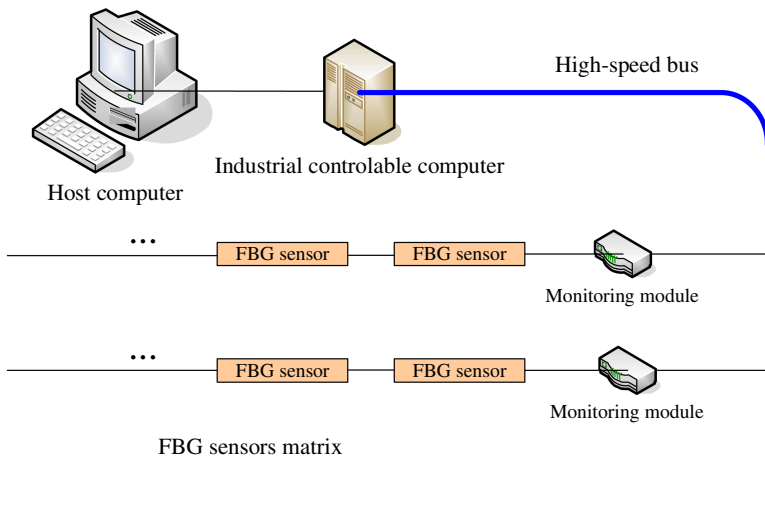 High-speed bus
Industrial controlable computer
Host computer
...
FBG sensor
FBG sensor
Monitoring module
...
FBG sensor
FBG sensor
Monitoring module
FBG sensors matrix